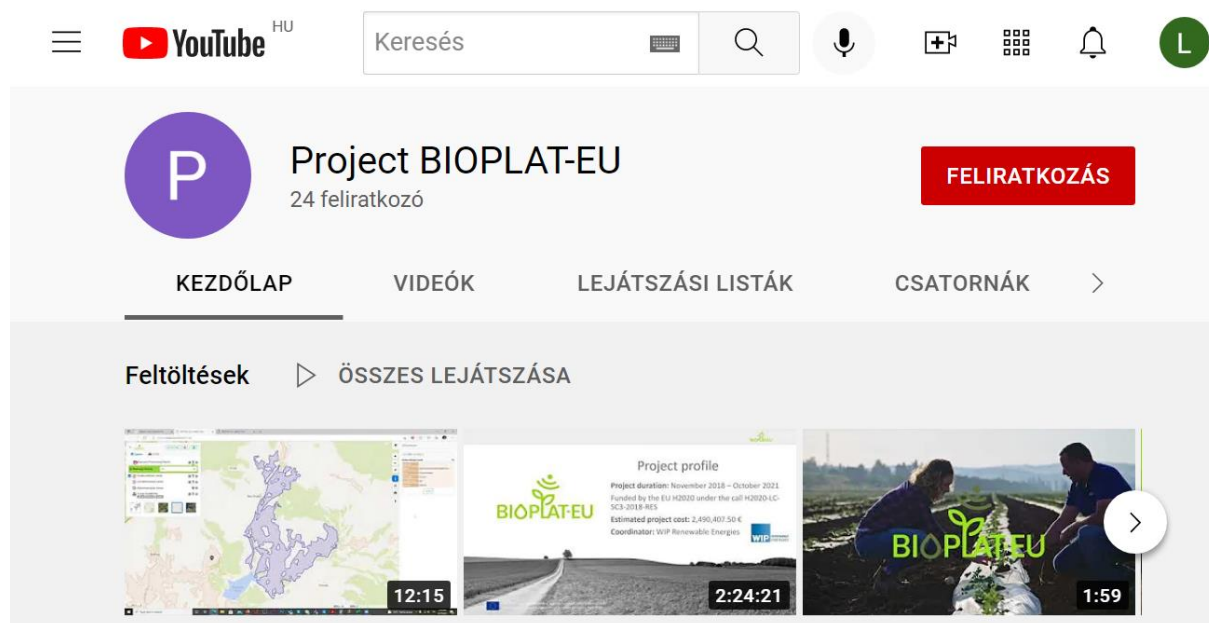 YouTube HU
Keresés
L
P
Project BIOPLAT-EU
24 feliratkozó
FELIRATKOZÁS
KEZDŐLAP
VIDEÓK
LEJÁTSZÁSI LISTÁK
CSATORNÁK
Feltöltések
ÖSSZES LEJÁTSZÁSA
12:15
BIOPLAT-EU
Project profile
Project duration: November 2018 – October 2021
Funded by the EU H2020 under the call H2020-LC-
SC3-2018-RES
Estimated project cost: 2,490,407.50 €
Coordinator: WIP Renewable Energies
WIP
2:24:21
BIOPLAT-EU
1:59